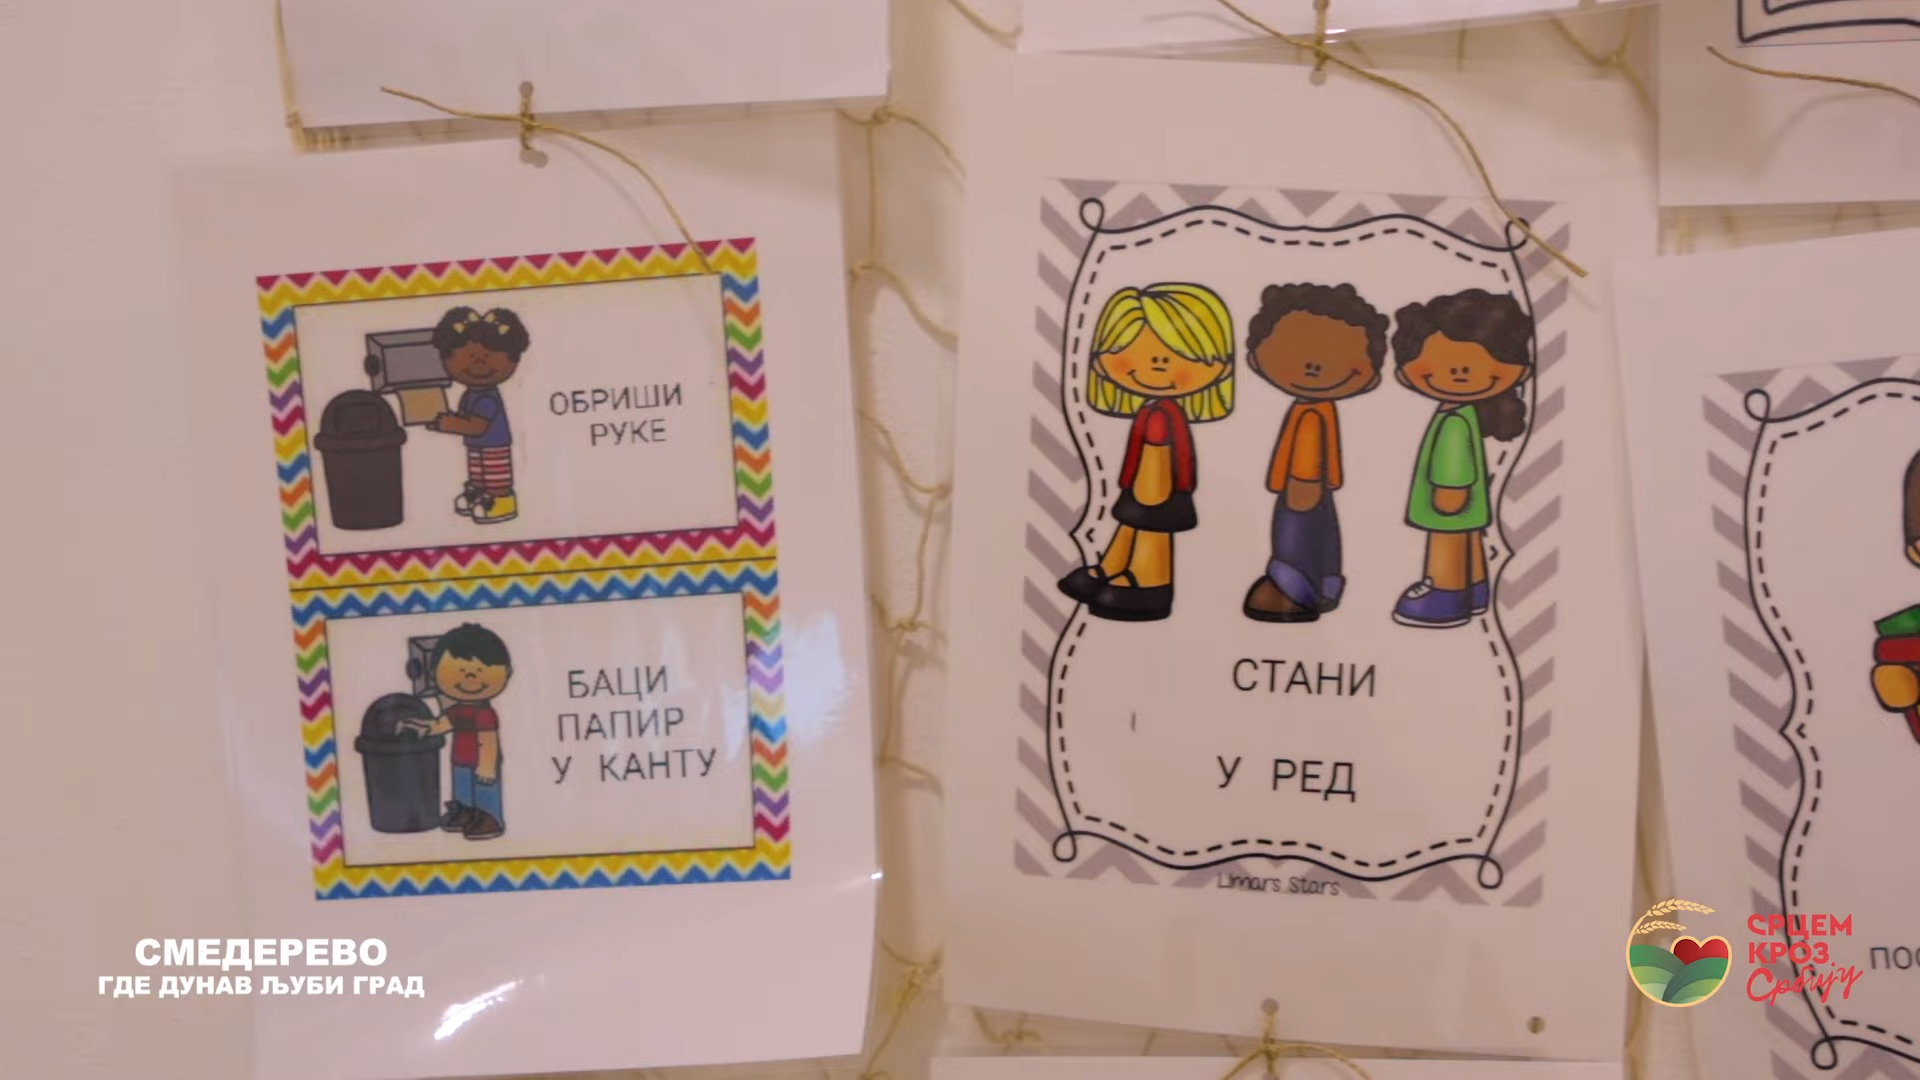 ОБРИШИ
РУКЕ
БАЦИ
ПАПИР
У КАНТУ
СТАНИ
У РЕД
Limars Stars
СМЕДЕРЕВО
ГДЕ ДУНАВ ЉУБИ ГРАД
СРЦЕМ
КРОЗ
Србију